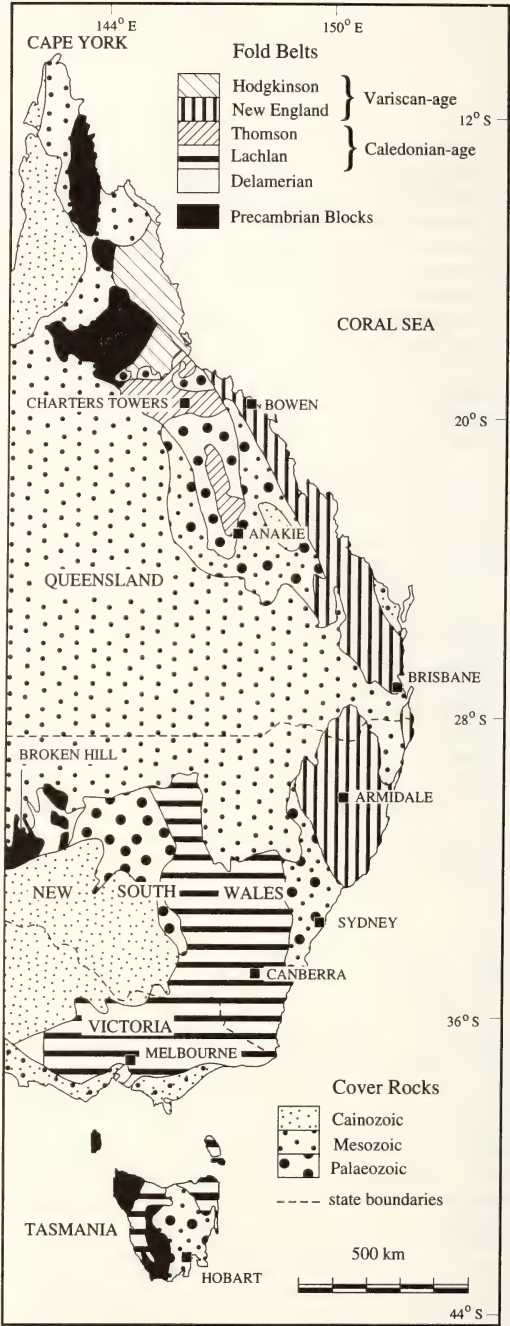 144° E
150° E
CAPE YORK
Fold Belts
Hodgkinson
New England
Variscan-age
Thomson
Lachlan
Caledonian-age
Delamerian
Precambrian Blocks
12° S
CORAL SEA
CHARTERS TOWERS
BOWEN
20° S
ANAKIE
QUEENSLAND
BRISBANE
28° S
BROKEN HILL
ARMIDALE
NEW SOUTH WALES
SYDNEY
CANBERRA
36° S
VICTORIA
MELBOURNE
Cover Rocks
Cainozoic
Mesozoic
Palaeozoic
state boundaries
TASMANIA
500 km
HOBART
44° S